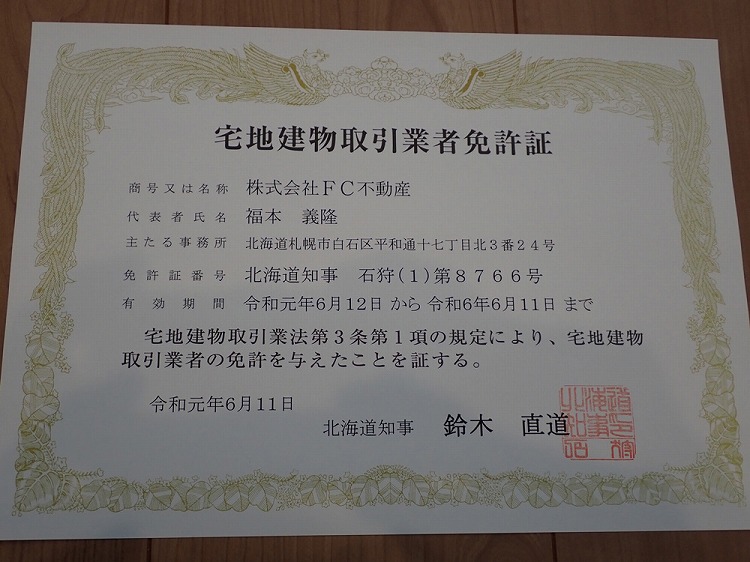 宅地建物取引業者免許証
商号又は名称 株式会社FC不動産
代表者氏名 福本 義隆
主たる事務所 北海道札幌市白石区平和通十七丁目北3番24号
免許証番号 北海道知事 石狩(1)第8766号
有効期間 令和元年6月12日から令和6年6月11日まで
宅地建物取引業法第3条第1項の規定により、宅地建物
取引業者の免許を与えたことを証する。
令和元年6月11日
北海道知事 鈴木 直道